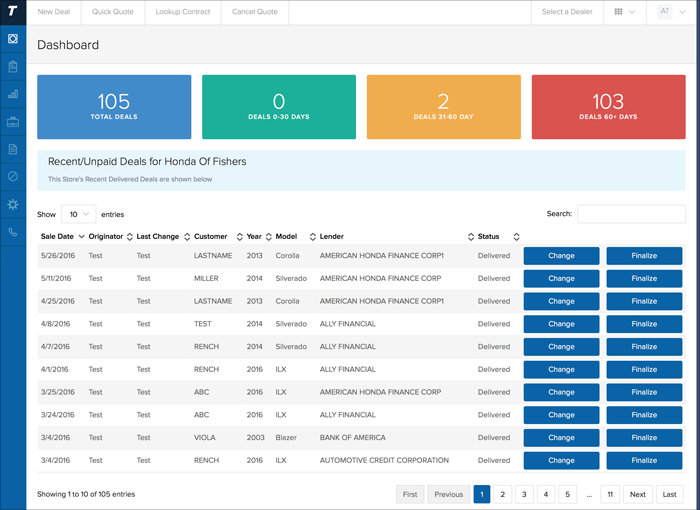 T New Deal Quick Quote Lookup Contract Cancel Quote Select a Dealer AT
Dashboard
105 0 2 103
TOTAL DEALS DEALS 0-30 DAYS DEALS 31-60 DAY DEALS 60+ DAYS
Recent/Unpaid Deals for Honda Of Fishers
This Store's Recent Delivered Deals are shown below
Show 10 entries Search:
Sale Date Originator Last Change Customer Year Model Lender Status
5/26/2016 Test Test LASTNAME 2013 Corolla AMERICAN HONDA FINANCE CORP1 Delivered Change Finalize
5/11/2016 Test Test MILLER 2014 Silverado AMERICAN HONDA FINANCE CORP Delivered Change Finalize
4/25/2016 Test Test LASTNAME 2013 Corolla AMERICAN HONDA FINANCE CORP1 Delivered Change Finalize
4/8/2016 Test Test TEST 2014 Silverado ALLY FINANCIAL Delivered Change Finalize
4/7/2016 Test Test RENCH 2014 Silverado ALLY FINANCIAL Delivered Change Finalize
4/1/2016 Test Test RENCH 2016 ILX ALLY FINANCIAL Delivered Change Finalize
3/25/2016 Test Test ABC 2016 ILX AMERICAN HONDA FINANCE CORP Delivered Change Finalize
3/24/2016 Test Test ABC 2016 ILX ALLY FINANCIAL Delivered Change Finalize
3/4/2016 Test Test VIOLA 2003 Blazer BANK OF AMERICA Delivered Change Finalize
3/4/2016 Test Test RENCH 2016 ILX AUTOMOTIVE CREDIT CORPORATION Delivered Change Finalize
Showing 1 to 10 of 105 entries First Previous 1 2 3 4 5 ... 11 Next Last